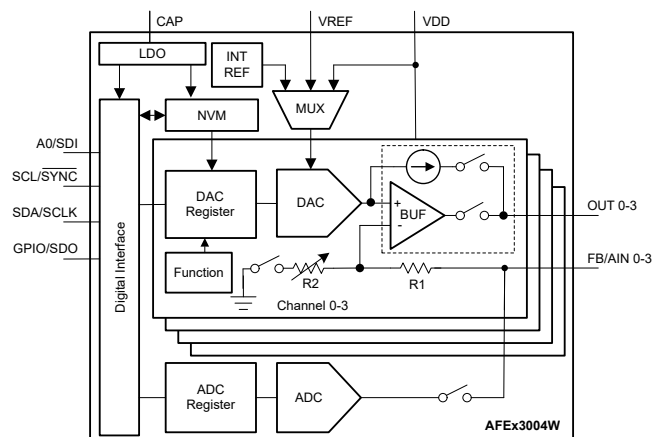 CAP
VREF
VDD
LDO
INT
REF
MUX
NVM
A0/SDI
SCL/SYNC
SDA/SCLK
GPIO/SDO
Digital Interface
DAC
Register
DAC
+
BUF
-
OUT 0-3
FB/AIN 0-3
Function
R2
R1
Channel 0-3
ADC
Register
ADC
AFEx3004W